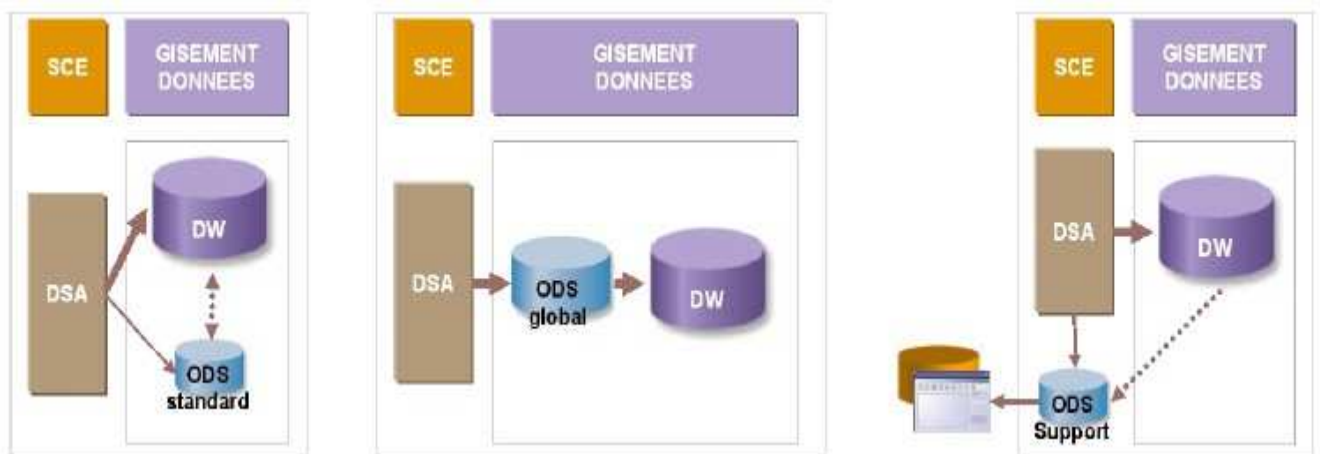 SCE
GISEMENT
DONNEES
DSA
DW
ODS
standard
SCE
GISEMENT
DONNEES
DSA
ODS
global
DW
SCE
GISEMENT
DONNEES
DSA
DW
ODS
Support